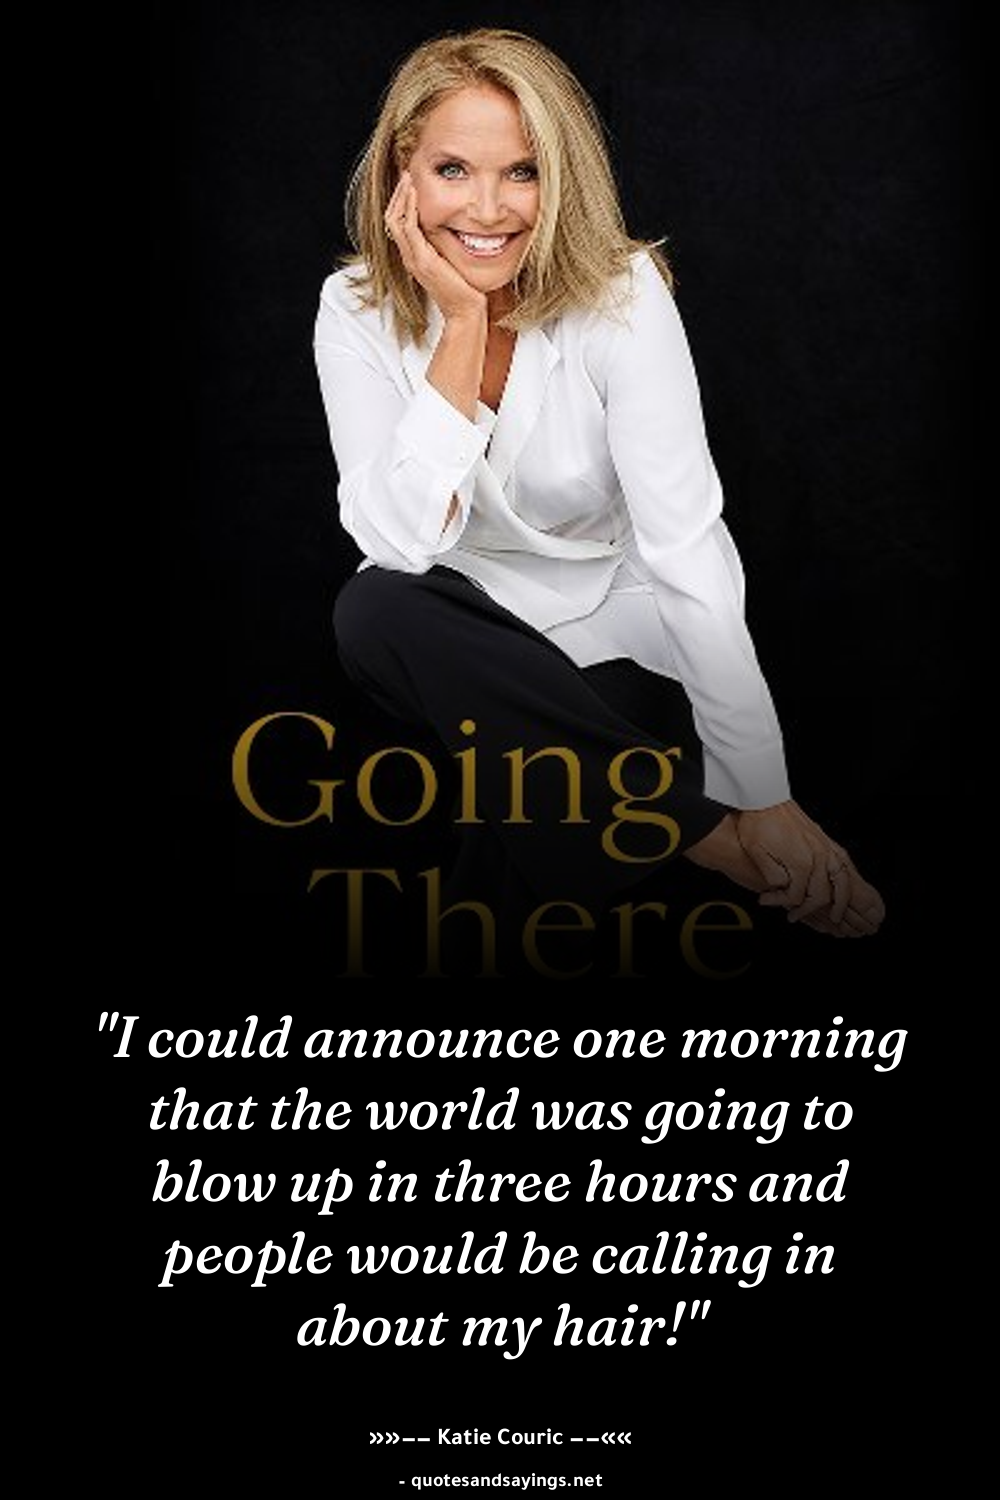 Going
There
"I could announce one morning
that the world was going to
blow up in three hours and
people would be calling in
about my hair!"
»»−− Katie Couric −−««
- quotesandsayings.net